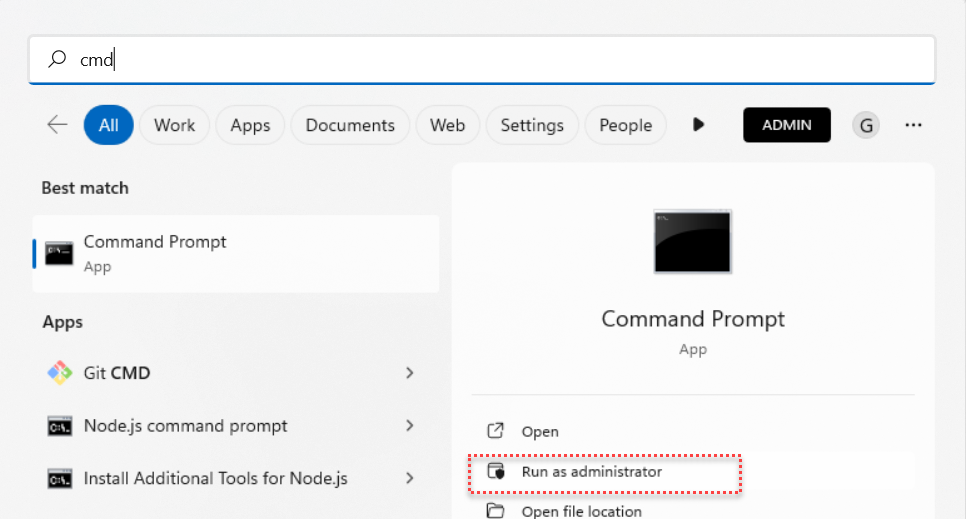 cmd
All Work Apps Documents Web Settings People ADMIN G ...
Best match
Command Prompt
App
Apps
Git CMD
Node.js command prompt
Install Additional Tools for Node.js
Command Prompt
App
Open
Run as administrator
Open file location